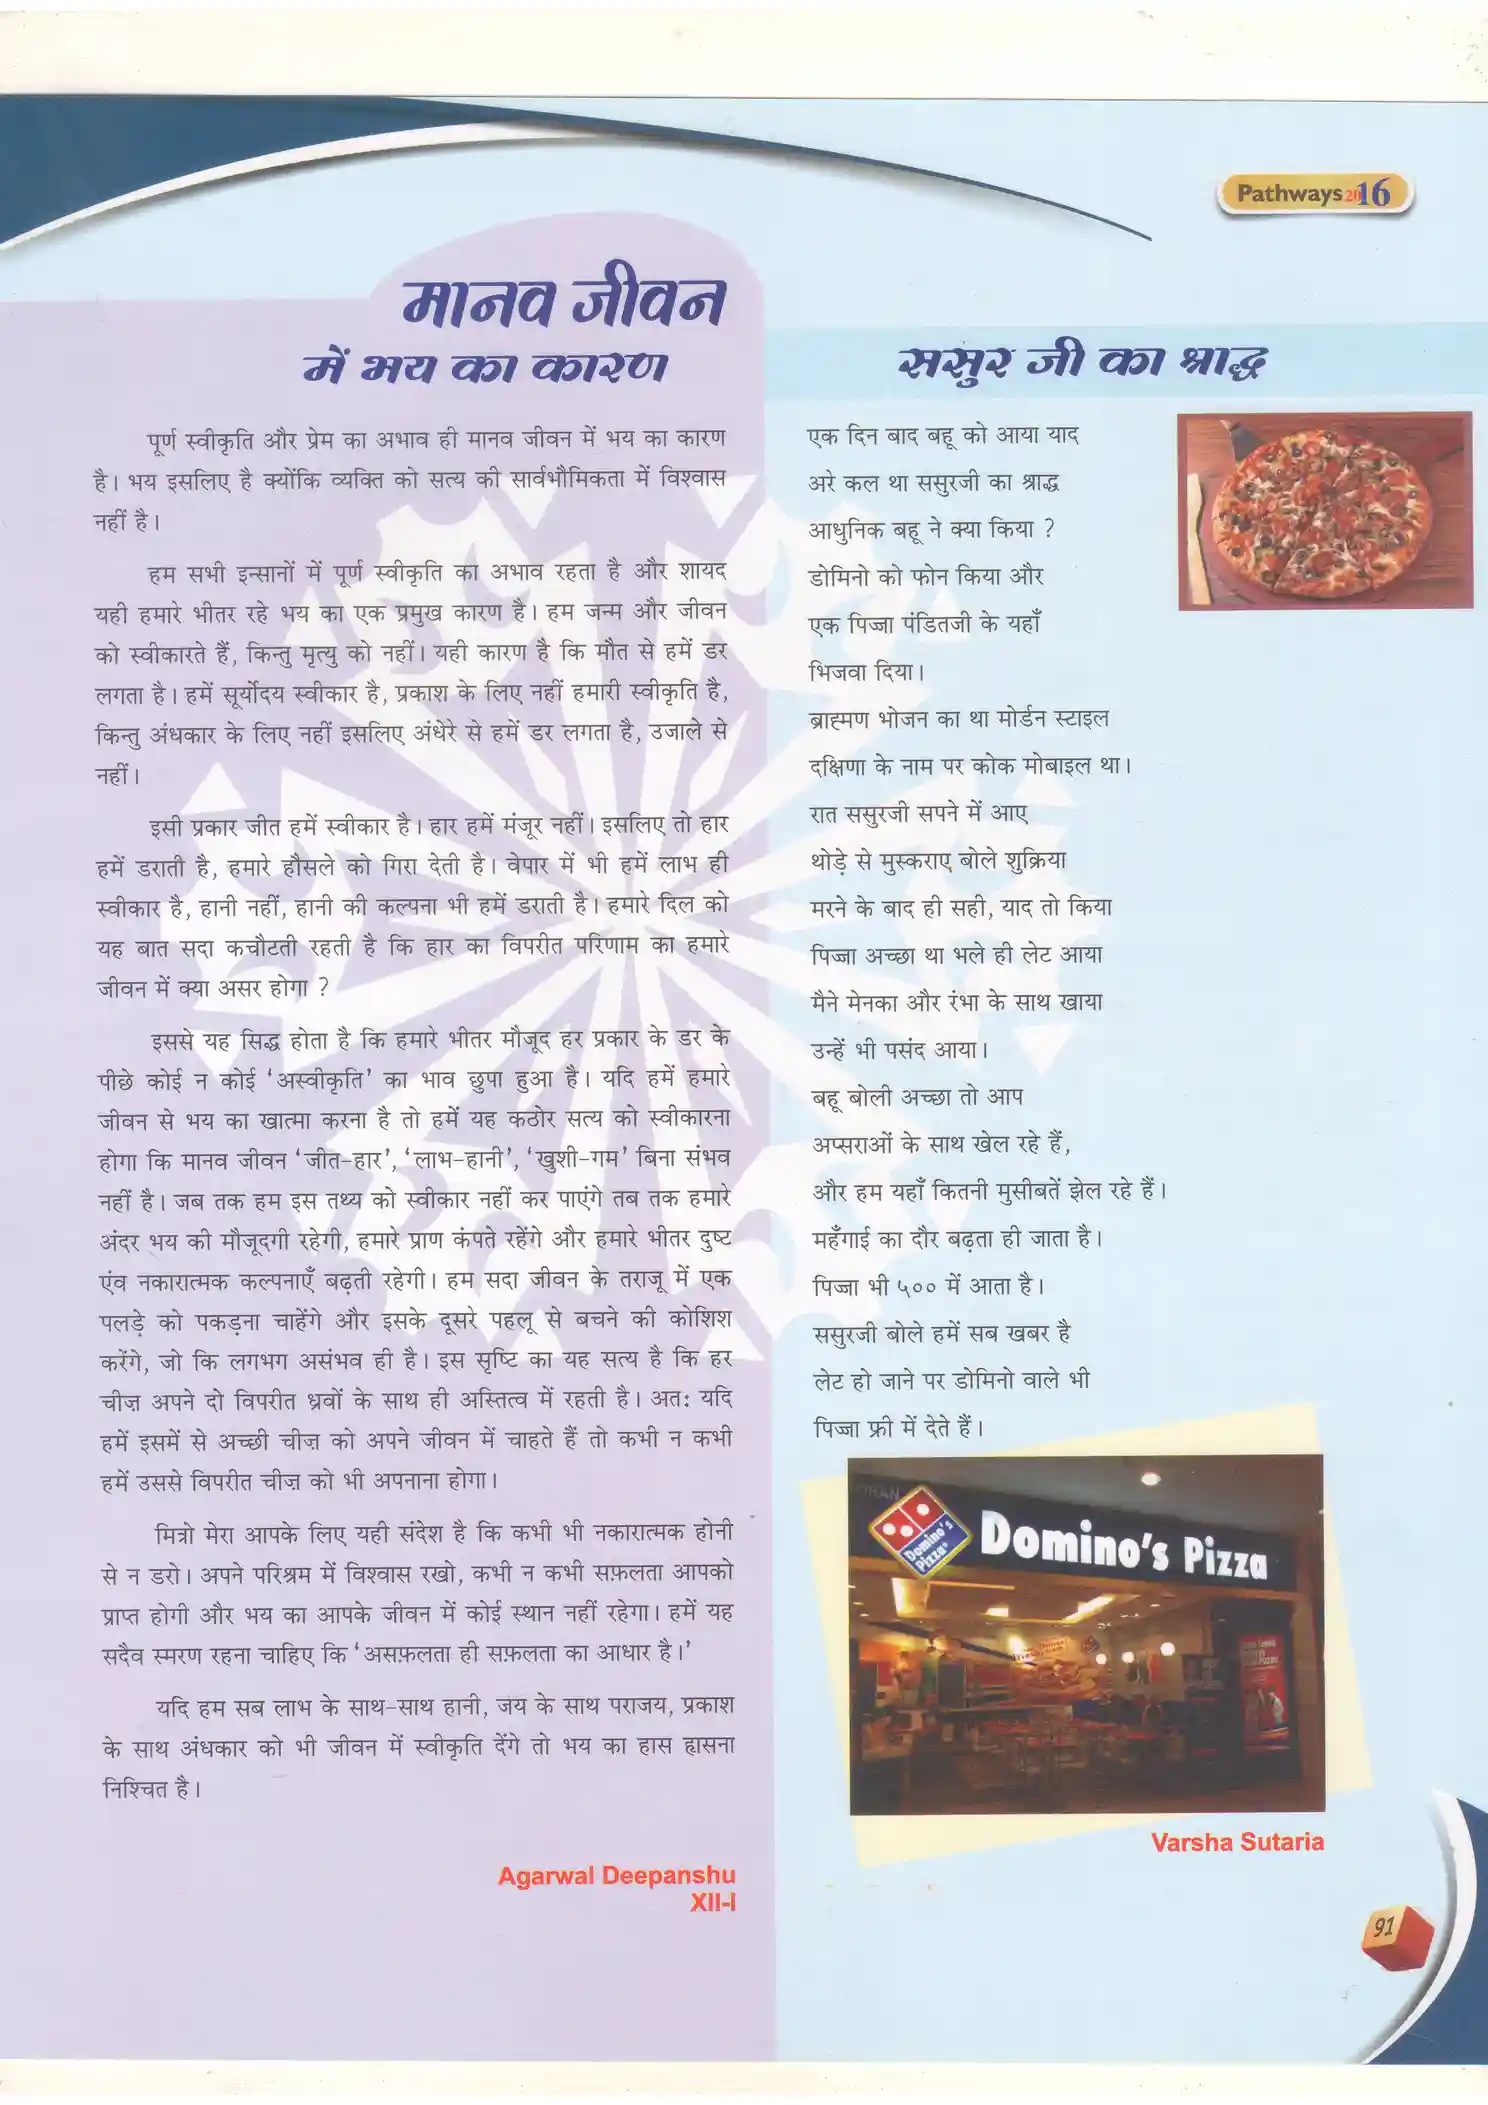 Pathways 2016
मानव जीवन
में भय का कारण
पूर्ण स्वीकृति और प्रेम का अभाव ही मानव जीवन में भय का कारण
है। भय इसलिए है क्योंकि व्यक्ति को सत्य की सार्वभौमिकता में विश्वास
नहीं है।
हम सभी इन्सानों में पूर्ण स्वीकृति का अभाव रहता है और शायद
यही हमारे भीतर रहे भय का एक प्रमुख कारण है। हम जन्म और जीवन
को स्वीकारते हैं, किन्तु मृत्यु को नहीं। यही कारण है कि मौत से हमें डर
लगता है। हमें सूर्योदय स्वीकार है, प्रकाश के लिए नहीं हमारी स्वीकृति है,
किन्तु अंधकार के लिए नहीं इसलिए अंधेरे से हमें डर लगता है, उजाले से
नहीं।
इसी प्रकार जीत हमें स्वीकार है। हार हमें मंजूर नहीं। इसलिए तो हार
हमें डराती है, हमारे हौसले को गिरा देती है। वेपार में भी हमें लाभ ही
स्वीकार है, हानी नहीं, हानी की कल्पना भी हमें डराती है। हमारे दिल को
यह बात सदा कचौटती रहती है कि हार का विपरीत परिणाम का हमारे
जीवन में क्या असर होगा ?
इससे यह सिद्ध होता है कि हमारे भीतर मौजूद हर प्रकार के डर के
पीछे कोई न कोई ‘अस्वीकृति’ का भाव छुपा हुआ है। यदि हमें हमारे
जीवन से भय का खात्मा करना है तो हमें यह कठोर सत्य को स्वीकारना
होगा कि मानव जीवन ‘जीत-हार’, ‘लाभ-हानी’, ‘खुशी-गम’ बिना संभव
नहीं है। जब तक हम इस तथ्य को स्वीकार नहीं कर पाएंगे तब तक हमारे
अंदर भय की मौजूदगी रहेगी, हमारे प्राण कंपते रहेंगे और हमारे भीतर दुष्ट
एंव नकारात्मक कल्पनाएँ बढ़ती रहेगी। हम सदा जीवन के तराजू में एक
पलड़े को पकड़ना चाहेंगे और इसके दूसरे पहलू से बचने की कोशिश
करेंगे, जो कि लगभग असंभव ही है। इस सृष्टि का यह सत्य है कि हर
चीज़ अपने दो विपरीत ध्रवों के साथ ही अस्तित्व में रहती है। अतः यदि
हमें इसमें से अच्छी चीज़ को अपने जीवन में चाहते हैं तो कभी न कभी
हमें उससे विपरीत चीज़ को भी अपनाना होगा।
मित्रो मेरा आपके लिए यही संदेश है कि कभी भी नकारात्मक होनी
से न डरो। अपने परिश्रम में विश्वास रखो, कभी न कभी सफ़लता आपको
प्राप्त होगी और भय का आपके जीवन में कोई स्थान नहीं रहेगा। हमें यह
सदैव स्मरण रहना चाहिए कि ‘असफ़लता ही सफ़लता का आधार है।’
यदि हम सब लाभ के साथ-साथ हानी, जय के साथ पराजय, प्रकाश
के साथ अंधकार को भी जीवन में स्वीकृति देंगे तो भय का हास ह्रासना
निश्चित है।
Agarwal Deepanshu
XII-I
ससुर जी का श्राद्ध
एक दिन बाद बहू को आया याद
अरे कल था ससुरजी का श्राद्ध
आधुनिक बहू ने क्या किया ?
डोमिनो को फोन किया और
एक पिज्जा पंडितजी के यहाँ
भिजवा दिया।
ब्राह्मण भोजन का था मोर्डन स्टाइल
दक्षिणा के नाम पर कोक मोबाइल था।
रात ससुरजी सपने में आए
थोड़े से मुस्कराए बोले शुक्रिया
मरने के बाद ही सही, याद तो किया
पिज्जा अच्छा था भले ही लेट आया
मैने मेनका और रंभा के साथ खाया
उन्हें भी पसंद आया।
बहू बोली अच्छा तो आप
अप्सराओं के साथ खेल रहे हैं,
और हम यहाँ कितनी मुसीबतें झेल रहे हैं।
महँगाई का दौर बढ़ता ही जाता है।
पिज्जा भी ५०० में आता है।
ससुरजी बोले हमें सब खबर है
लेट हो जाने पर डोमिनो वाले भी
पिज्जा फ्री में देते हैं।
Domino's Pizza
Domino's Pizza
Varsha Sutaria
91